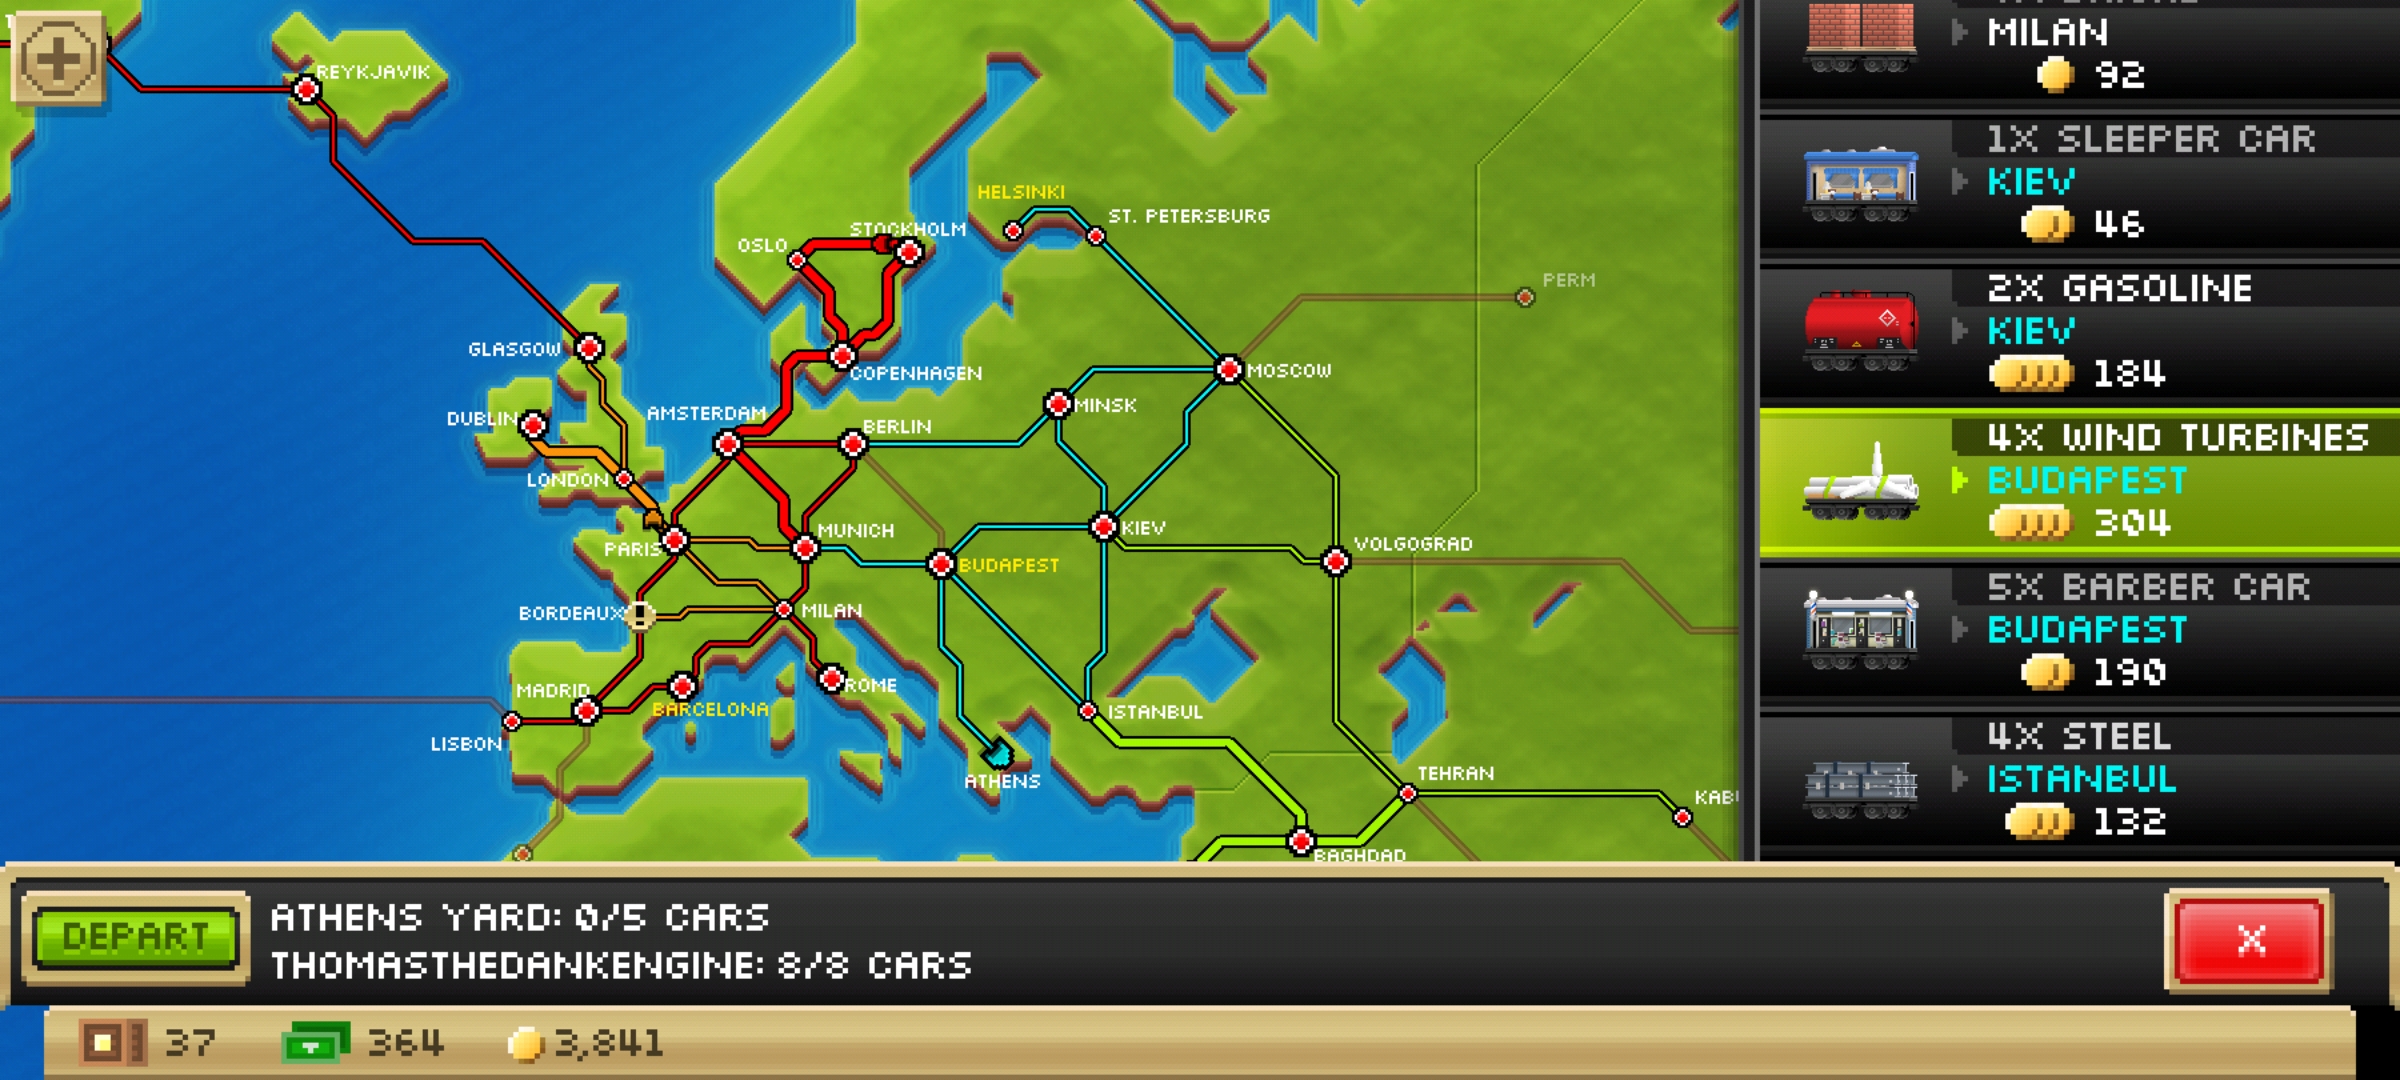 REYKJAVIK
HELSINKI
ST. PETERSBURG
STOCKHOLM
OSLO
PERM
GLASGOW
COPENHAGEN
MOSCOW
MINSK
AMSTERDAM
DUBLIN
BERLIN
LONDON
MUNICH
KIEV
VOLGOGRAD
PARIS
BUDAPEST
BORDEAUX
MILAN
MADRID
ROME
BARCELONA
ISTANBUL
LISBON
ATHENS
TEHRAN
BAGHDAD
MILAN
92
1X SLEEPER CAR
KIEV
46
2X GASOLINE
KIEV
184
4X WIND TURBINES
BUDAPEST
304
5X BARBER CAR
BUDAPEST
190
4X STEEL
ISTANBUL
132
DEPART
ATHENS YARD: 0/5 CARS
THOMASTHEDANKENGINE: 8/8 CARS
X
37
364
3,841